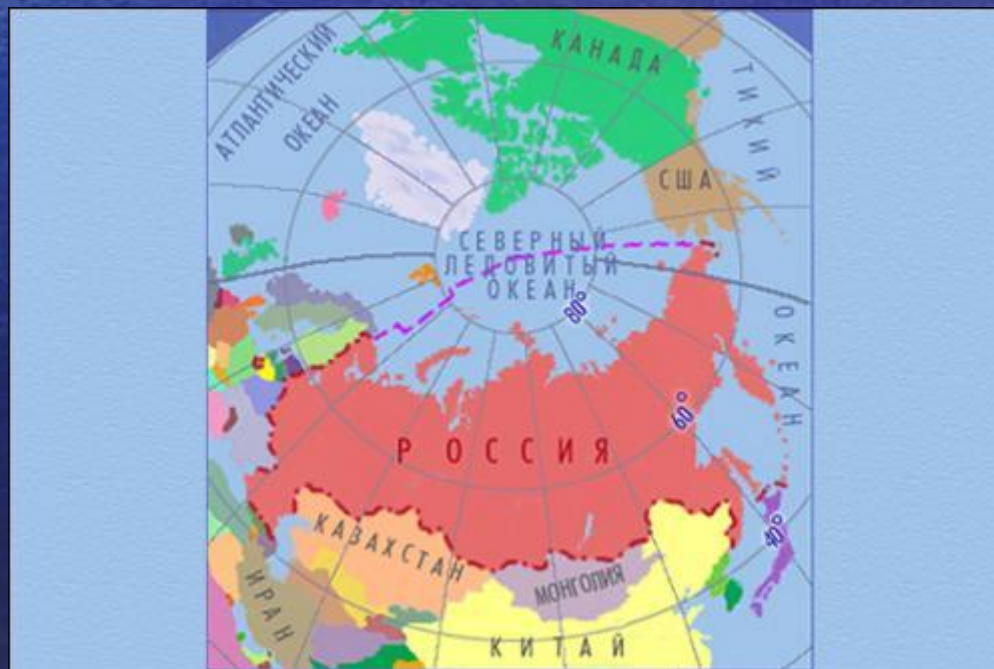 АТЛАНТИЧЕСКИЙ
ОКЕАН
КАНАДА
ТИХИЙ
США
СЕВЕРНЫЙ
ЛЕДОВИТЫЙ
ОКЕАН
80°
ОКЕАН
60°
РОССИЯ
40°
КАЗАХСТАН
МОНГОЛИЯ
ИРАН
КИТАЙ